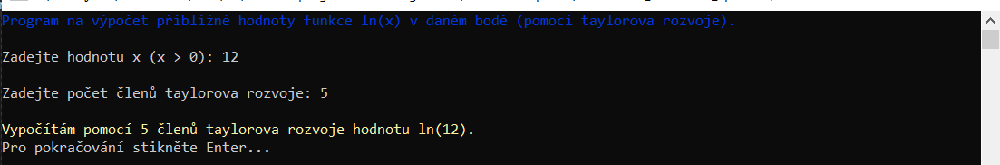 Program na výpočet přibližné hodnoty funkce ln(x) v daném bodě (pomocí taylorova rozvoje).
Zadejte hodnotu x (x > 0): 12
Zadejte počet členů taylorova rozvoje: 5
Vypočítám pomocí 5 členů taylorova rozvoje hodnotu ln(12).
Pro pokračování stikněte Enter...